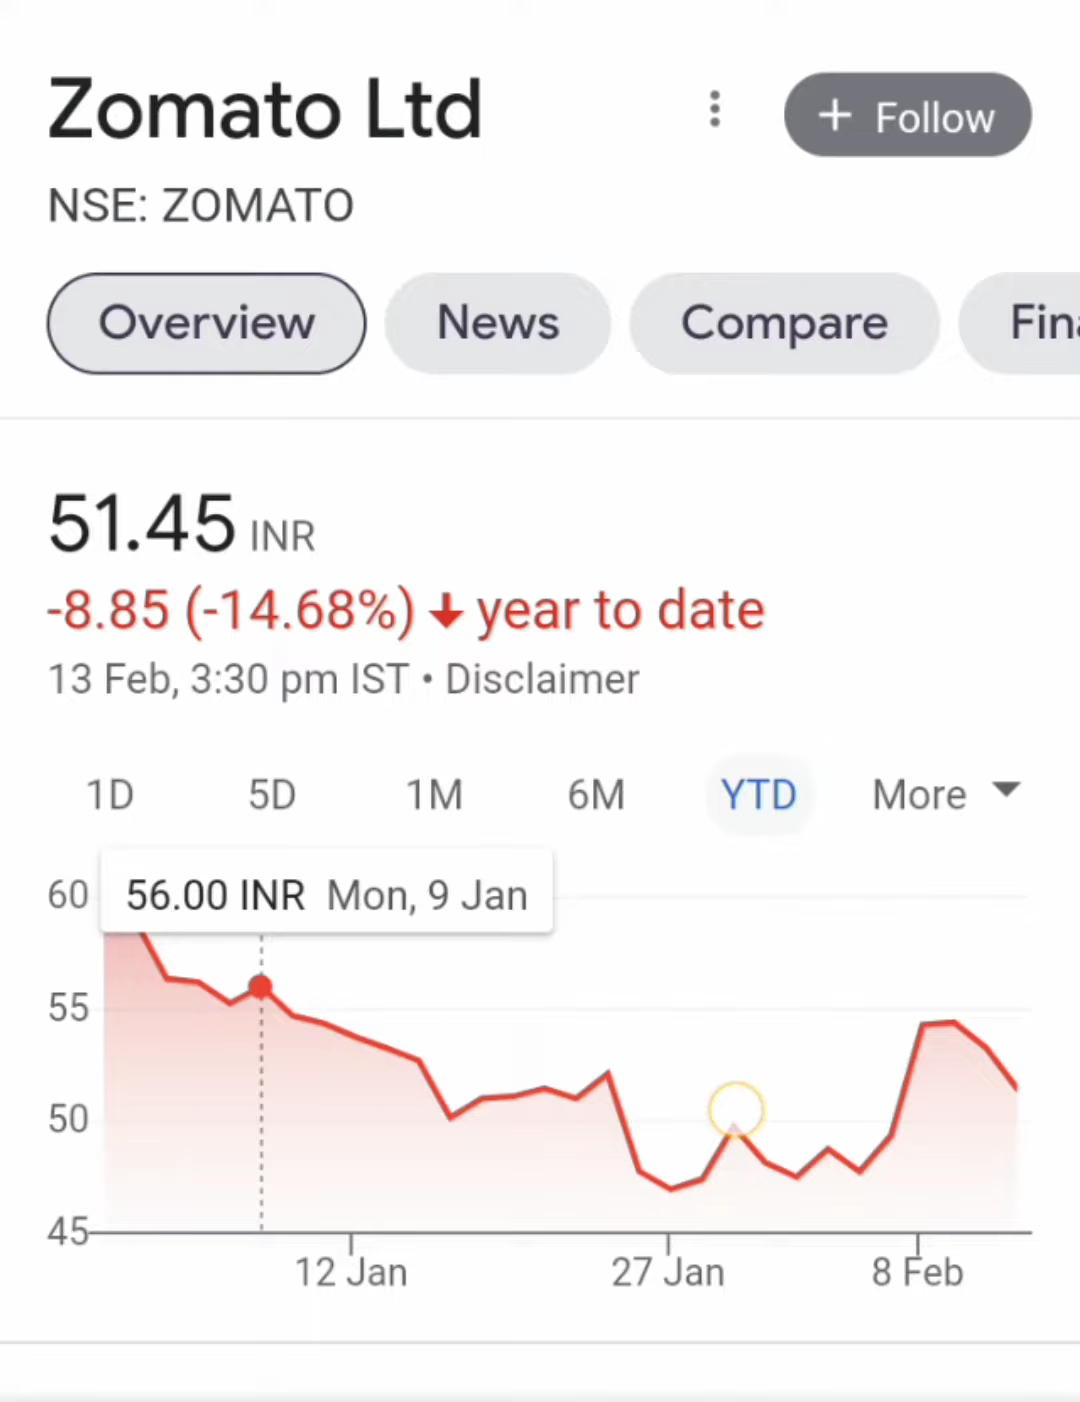 Zomato Ltd
+ Follow
NSE: ZOMATO
Overview News Compare Fina
51.45 INR
-8.85 (-14.68%) ↓ year to date
13 Feb, 3:30 pm IST • Disclaimer
1D 5D 1M 6M YTD More
60
56.00 INR Mon, 9 Jan
55
50
45
12 Jan 27 Jan 8 Feb